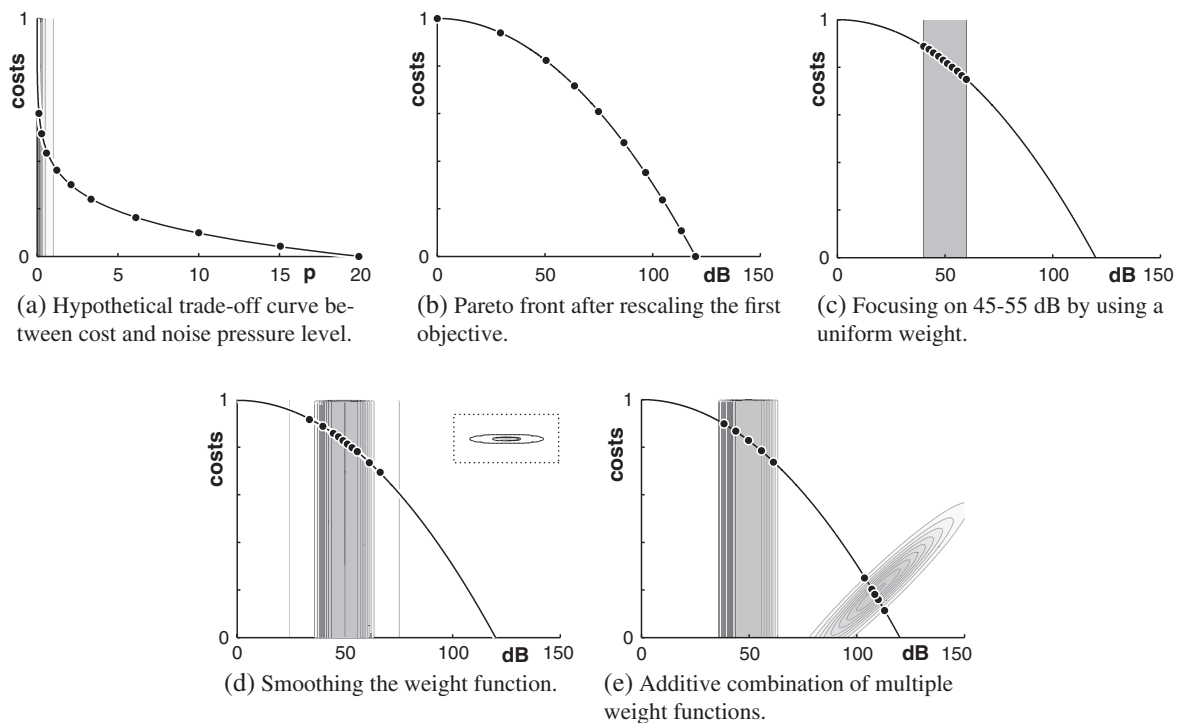 1
costs
0
0 5 10 15 p 20
(a) Hypothetical trade-off curve be-
tween cost and noise pressure level.
1
costs
0
0 50 100 dB 150
(b) Pareto front after rescaling the first
objective.
1
costs
0
0 50 100 dB 150
(c) Focusing on 45-55 dB by using a
uniform weight.
1
costs
0
0 50 100 dB 150
(d) Smoothing the weight function.
1
costs
0
0 50 100 dB 150
(e) Additive combination of multiple
weight functions.